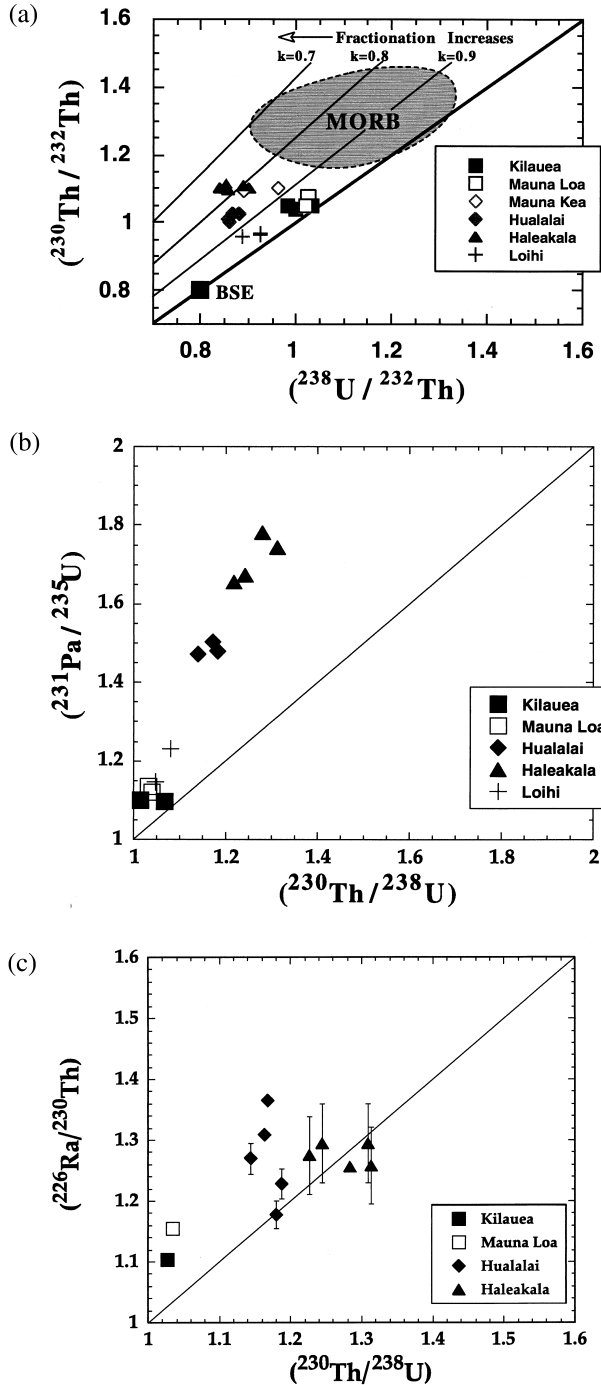 (a)
Fractionation Increases
k=0.7 k=0.8 k=0.9
MORB
BSE
Kilauea
Mauna Loa
Mauna Kea
Hualalai
Haleakala
Loihi
1.6
1.4
1.2
1
0.8
0.8 1 1.2 1.4 1.6
(²³⁰Th/²³²Th)
(²³⁸U/²³²Th)
(b)
2
1.8
1.6
1.4
1.2
1
1 1.2 1.4 1.6 1.8 2
(²³¹Pa/²³⁵U)
(²³⁰Th/²³⁸U)
Kilauea
Mauna Loa
Hualalai
Haleakala
Loihi
(c)
1.6
1.5
1.4
1.3
1.2
1.1
1
1 1.1 1.2 1.3 1.4 1.5 1.6
(²²⁶Ra/²³⁰Th)
(²³⁰Th/²³⁸U)
Kilauea
Mauna Loa
Hualalai
Haleakala